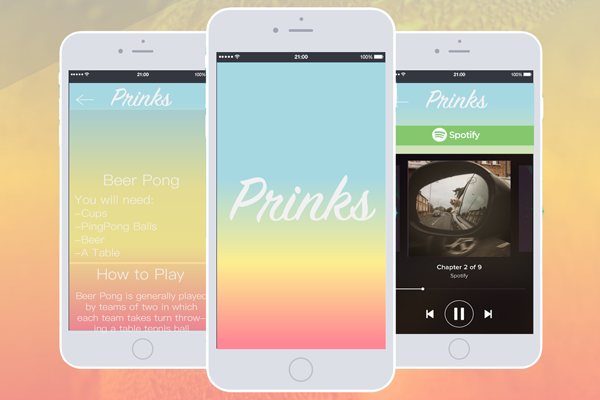 21:00
100%
Prinks
Beer Pong
You will need:
-Cups
-PingPong Balls
-Beer
-A Table
How to Play
Beer Pong is generally played
by teams of two in which
each team takes turn throw-
ing a table tennis ball
21:00
100%
Prinks
21:00
100%
Prinks
Spotify
Chapter 2 of 9
Spotify